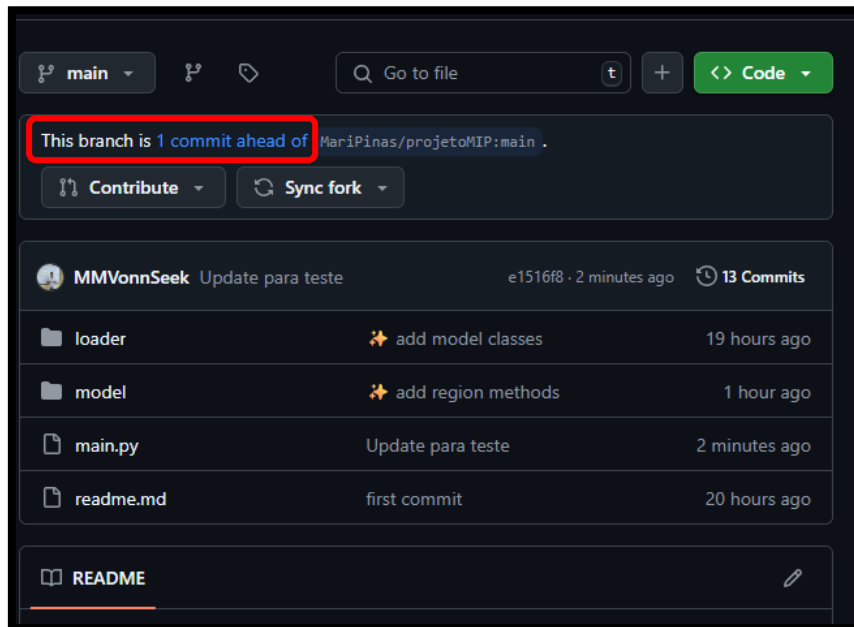 main
Go to file t + <> Code
This branch is 1 commit ahead of MariPinas/projetoMIP:main .
Contribute Sync fork
MMVonnSeek Update para teste e1516f8 · 2 minutes ago 13 Commits
loader ✨ add model classes 19 hours ago
model ✨ add region methods 1 hour ago
main.py Update para teste 2 minutes ago
readme.md first commit 20 hours ago
README